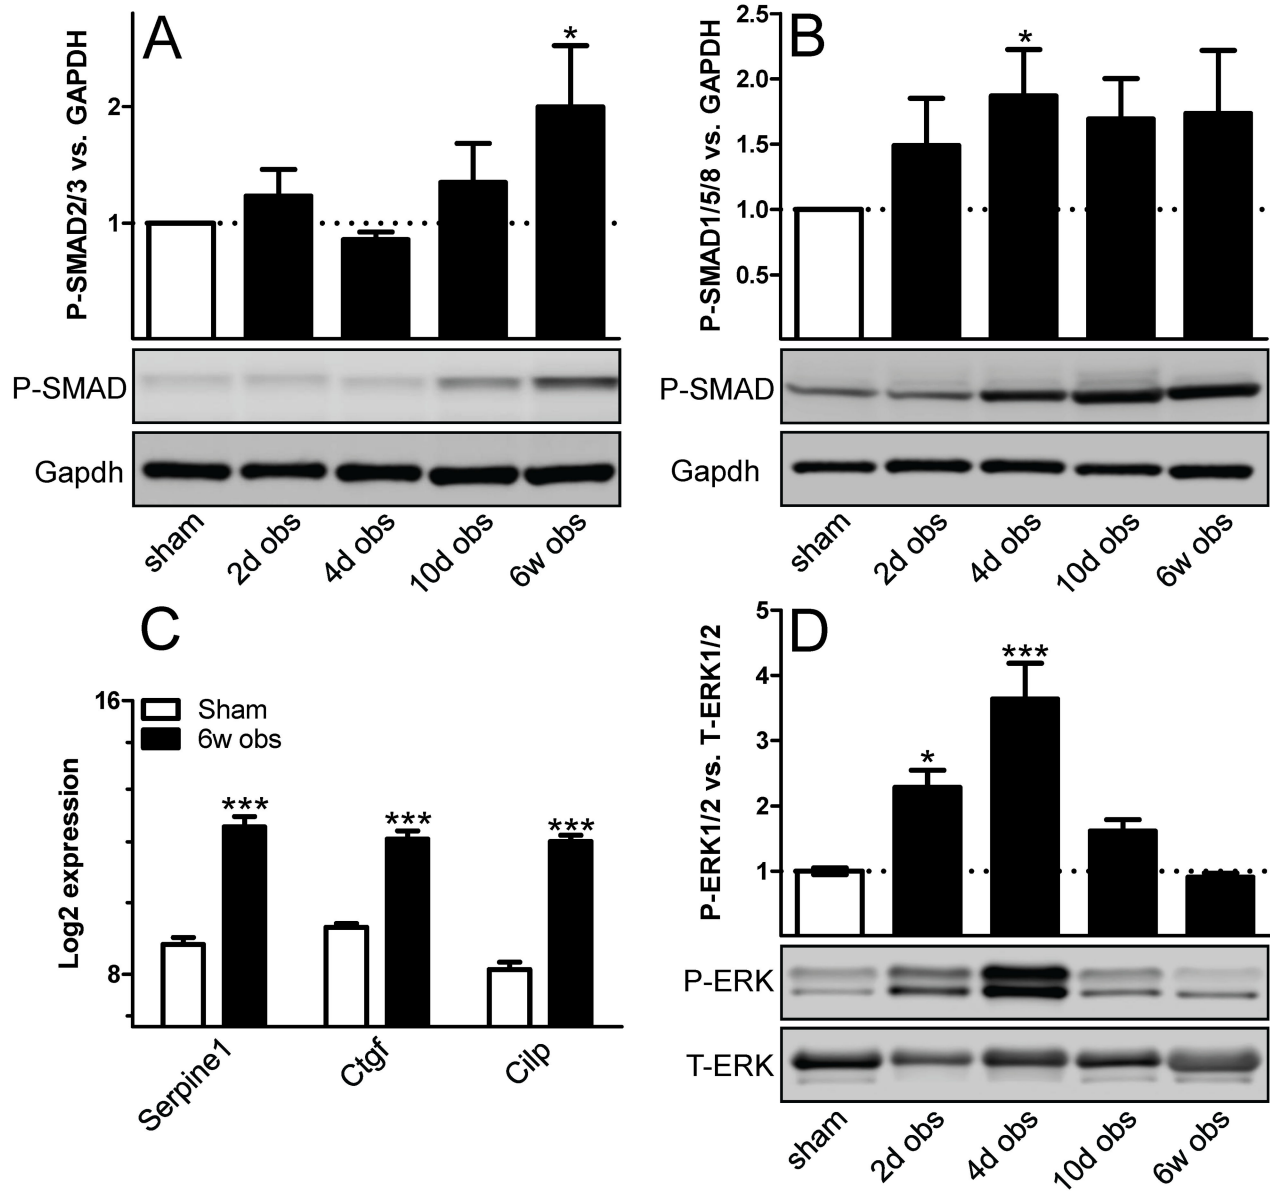 A
P-SMAD2/3 vs. GAPDH
2
1
*
P-SMAD
Gapdh
sham
2d obs
4d obs
10d obs
6w obs
B
P-SMAD1/5/8 vs. GAPDH
2.5
2.0
1.5
1.0
0.5
*
P-SMAD
Gapdh
sham
2d obs
4d obs
10d obs
6w obs
C
Log2 expression
16
8
Sham
6w obs
***
***
***
Serpine1
Ctgf
Cilp
D
P-ERK1/2 vs. T-ERK1/2
5
4
3
2
1
*
***
P-ERK
T-ERK
sham
2d obs
4d obs
10d obs
6w obs